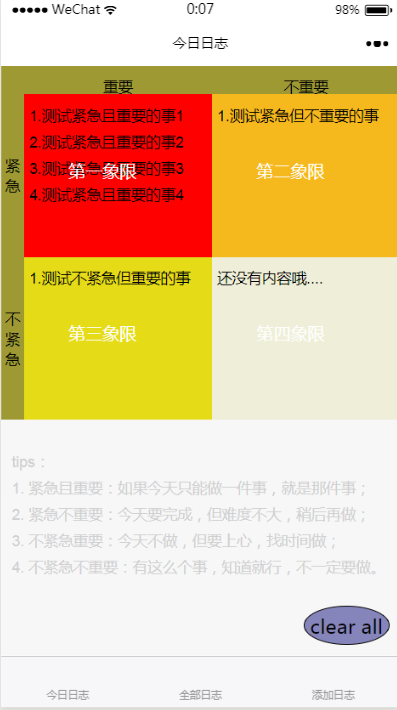 ●●●●● WeChat 0:07 98%
今日日志
重要 不重要
紧急
1.测试紧急且重要的事1
2.测试紧急且重要的事2
3.测试紧急且重要的事3
4.测试紧急且重要的事4
第一象限
1.测试紧急但不重要的事
第二象限
不紧急
1.测试不紧急但重要的事
第三象限
还没有内容哦....
第四象限
tips：
1. 紧急且重要：如果今天只能做一件事，就是那件事；
2. 紧急不重要：今天要完成，但难度不大，稍后再做；
3. 不紧急重要：今天不做，但要上心，找时间做；
4. 不紧急不重要：有这么个事，知道就行，不一定要做。
clear all
今日日志 全部日志 添加日志